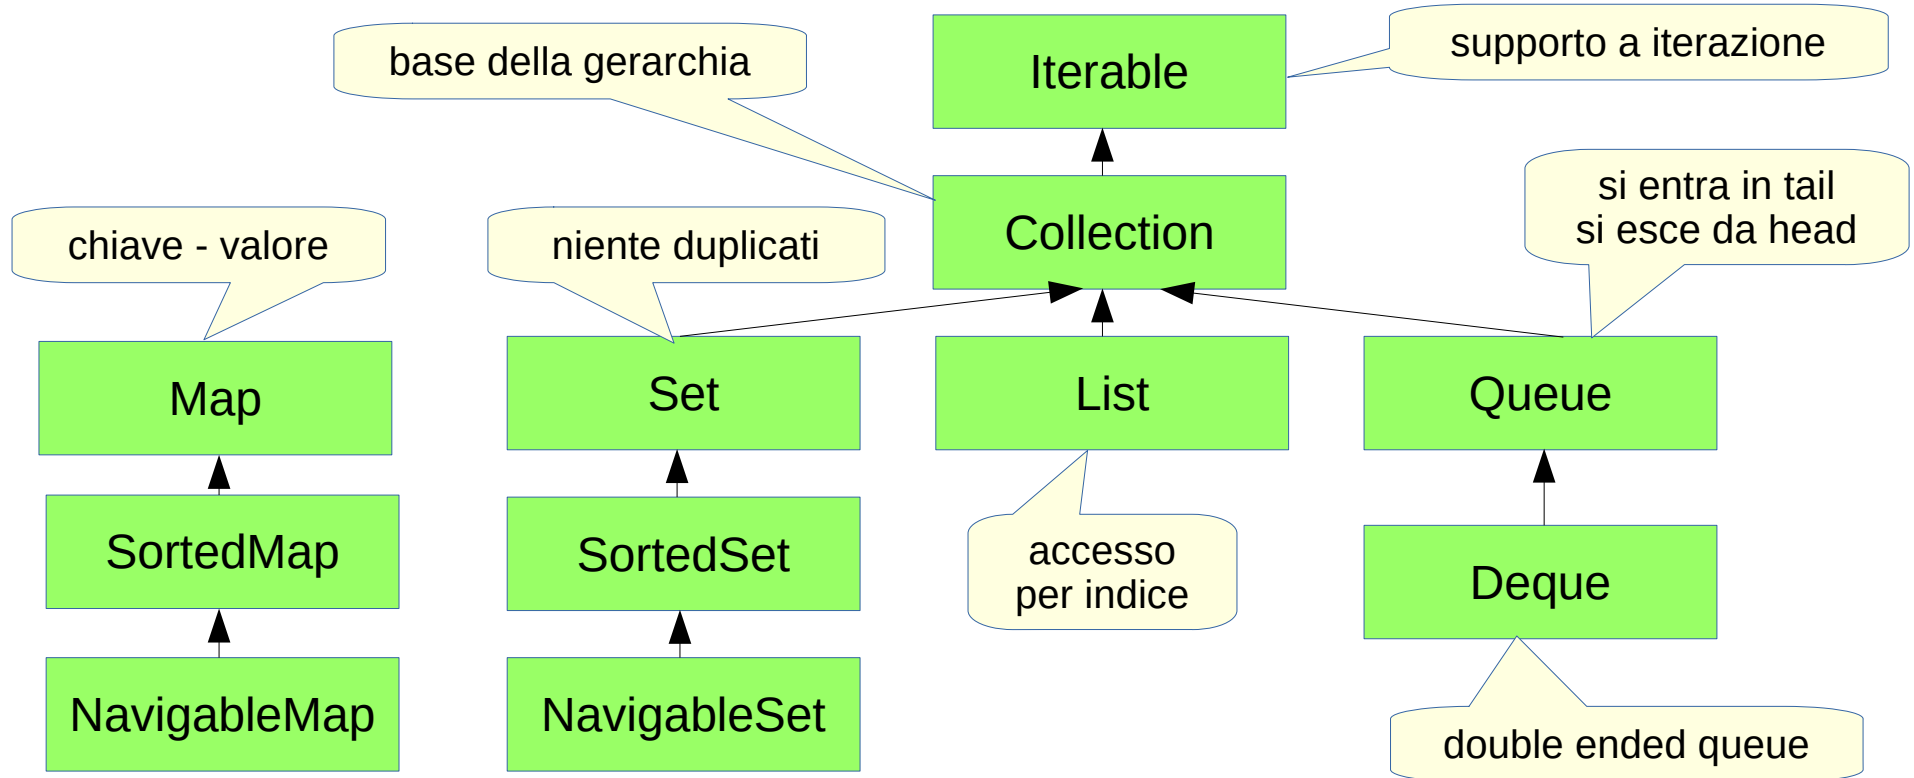 base della gerarchia
Iterable
supporto a iterazione
chiave - valore
niente duplicati
Collection
si entra in tail
si esce da head
Map
Set
List
Queue
SortedMap
SortedSet
accesso
per indice
Deque
NavigableMap
NavigableSet
double ended queue